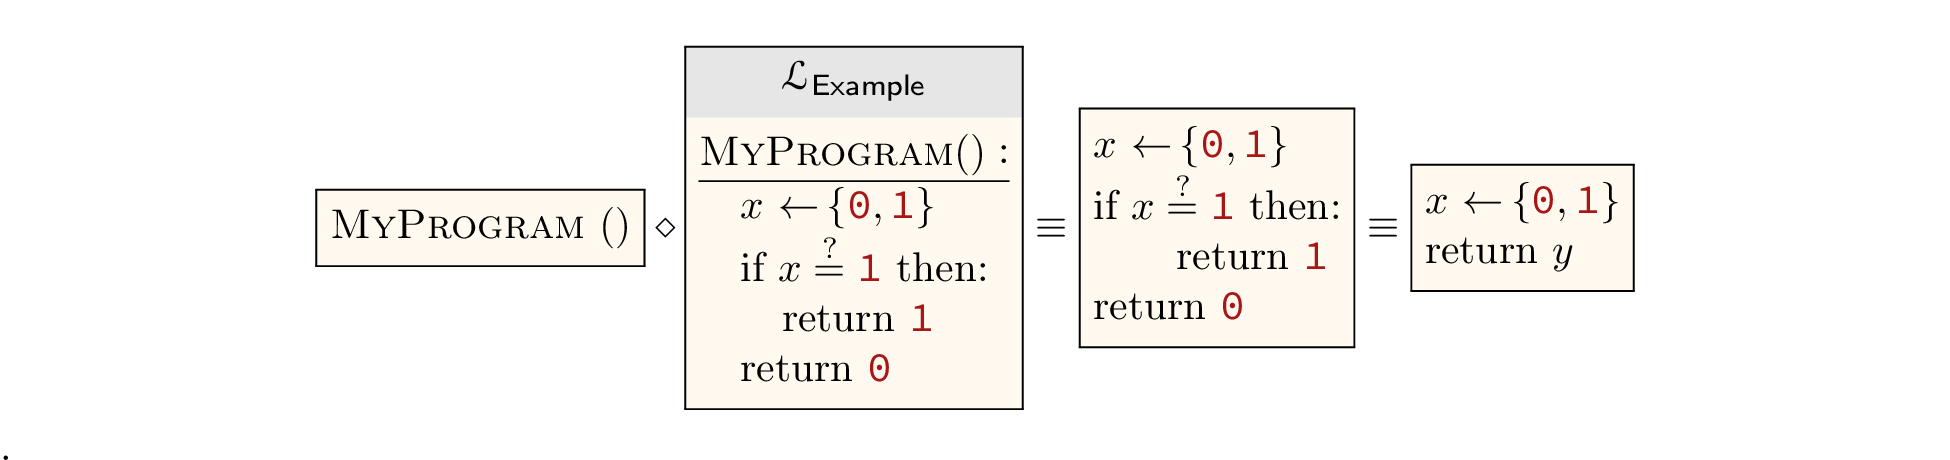 MYPROGRAM () ⋄
ℒ Example
MYPROGRAM() :
x ← {0, 1}
if x ≟ 1 then:
return 1
return 0
≡
x ← {0, 1}
if x ≟ 1 then:
return 1
return 0
≡
x ← {0, 1}
return y
.